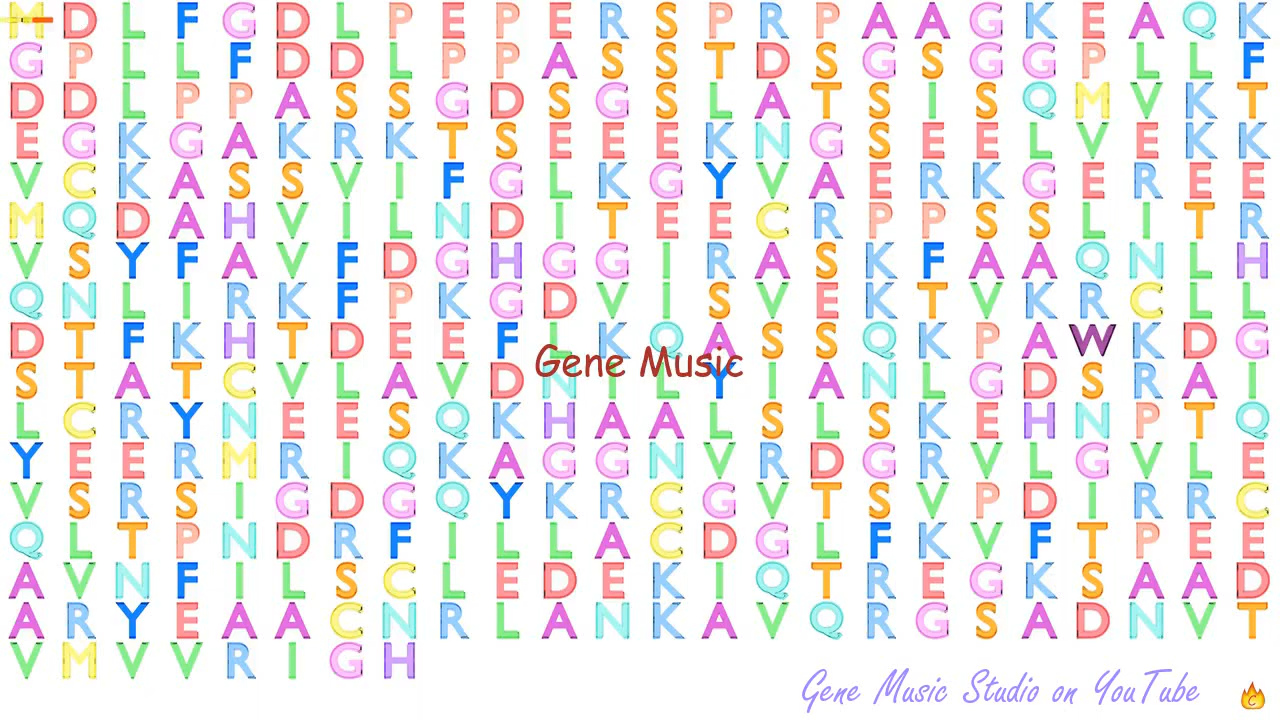 M D L F G D L P E P E R S P R P A A G K E A Q K
G P L L F D D L P P A S S T D S G S G G P L L F
D D L P P A S S G D S G S L A T S I S Q M V K T
E G K G A K R K T S E E E K N G S E E L V E K K
V C K A S S V I F G L K G Y V A E R K G E R E E
M Q D A H V I L N D I T E E C R P P S S L I T R
V S Y F A V F D G H G G I R A S K F A A Q N L H
Q N L I R K F P K G D V I S V E K T V K R C L L
D T F K H T D E E F L K Q A S S Q K P A W K D G
S T A T C V L A V D N I L Y I A N L G D S R A I
L C R Y N E E S Q K H A A L S L S K E H N P T Q
Y E E R M R I Q K A G G N V R D G R V L G V L E
V S R S I G D G Q Y K R C G V T S V P D I R R C
Q L T P N D R F I L L A C D G L F K V F T P E E
A V N F I L S C L E D E K I Q T R E G K S A A D
A R Y E A A C N R L A N K A V Q R G S A D N V T
V M V V R I G H
Gene Music
Gene Music Studio on YouTube
C